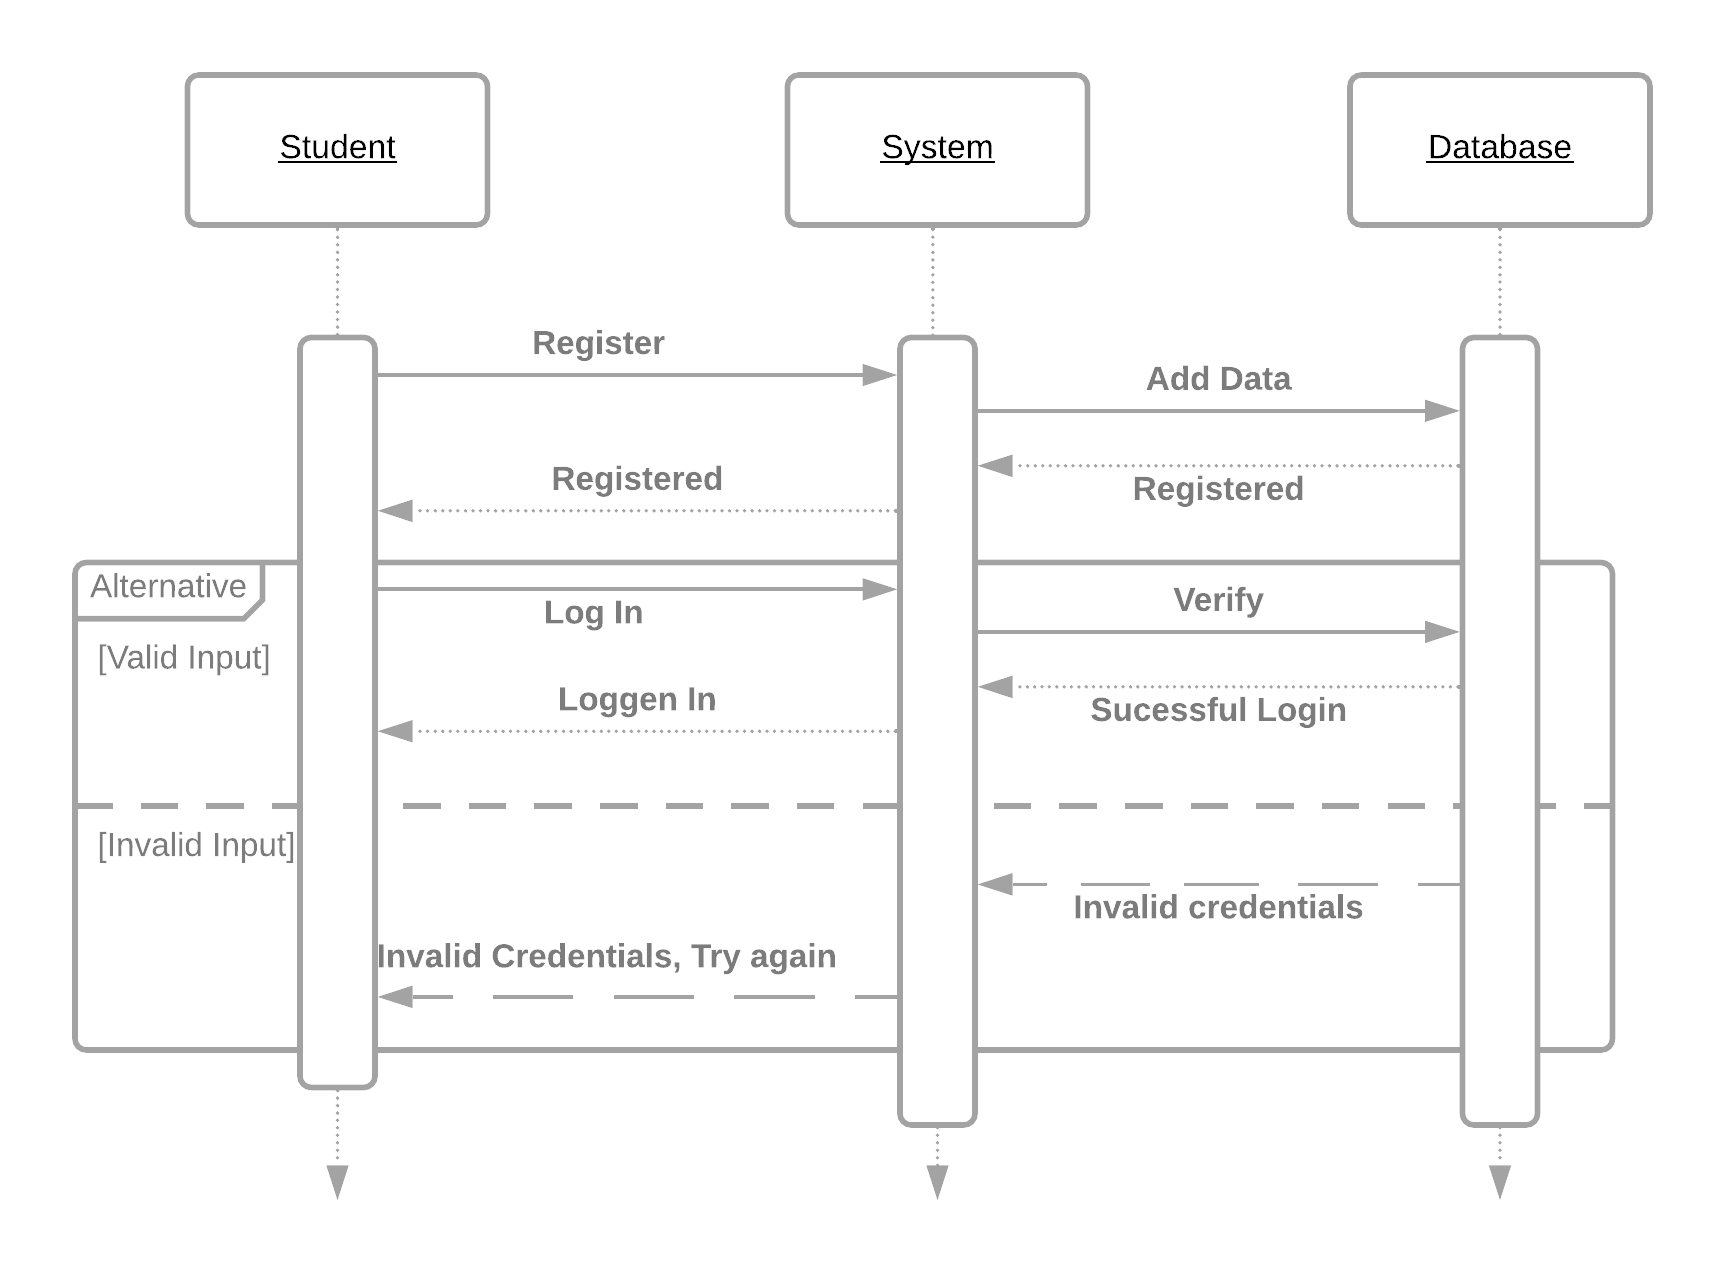 Student
System
Database
Register
Add Data
Registered
Registered
Alternative
Log In
Verify
[Valid Input]
Loggen In
Sucessful Login
[Invalid Input]
Invalid credentials
Invalid Credentials, Try again